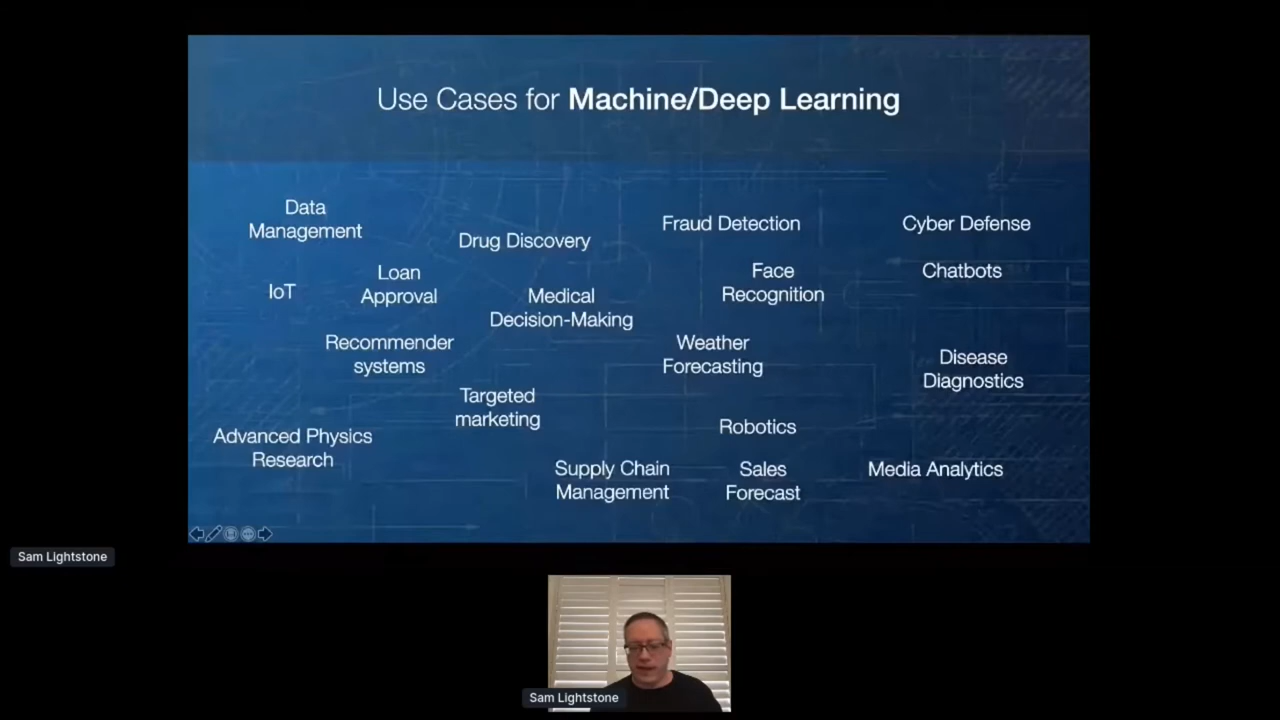 Use Cases for Machine/Deep Learning
Data
Management
Drug Discovery
Fraud Detection
Cyber Defense
IoT
Loan
Approval
Medical
Decision-Making
Face
Recognition
Chatbots
Recommender
systems
Weather
Forecasting
Disease
Diagnostics
Targeted
marketing
Robotics
Advanced Physics
Research
Supply Chain
Management
Sales
Forecast
Media Analytics
Sam Lightstone
Sam Lightstone